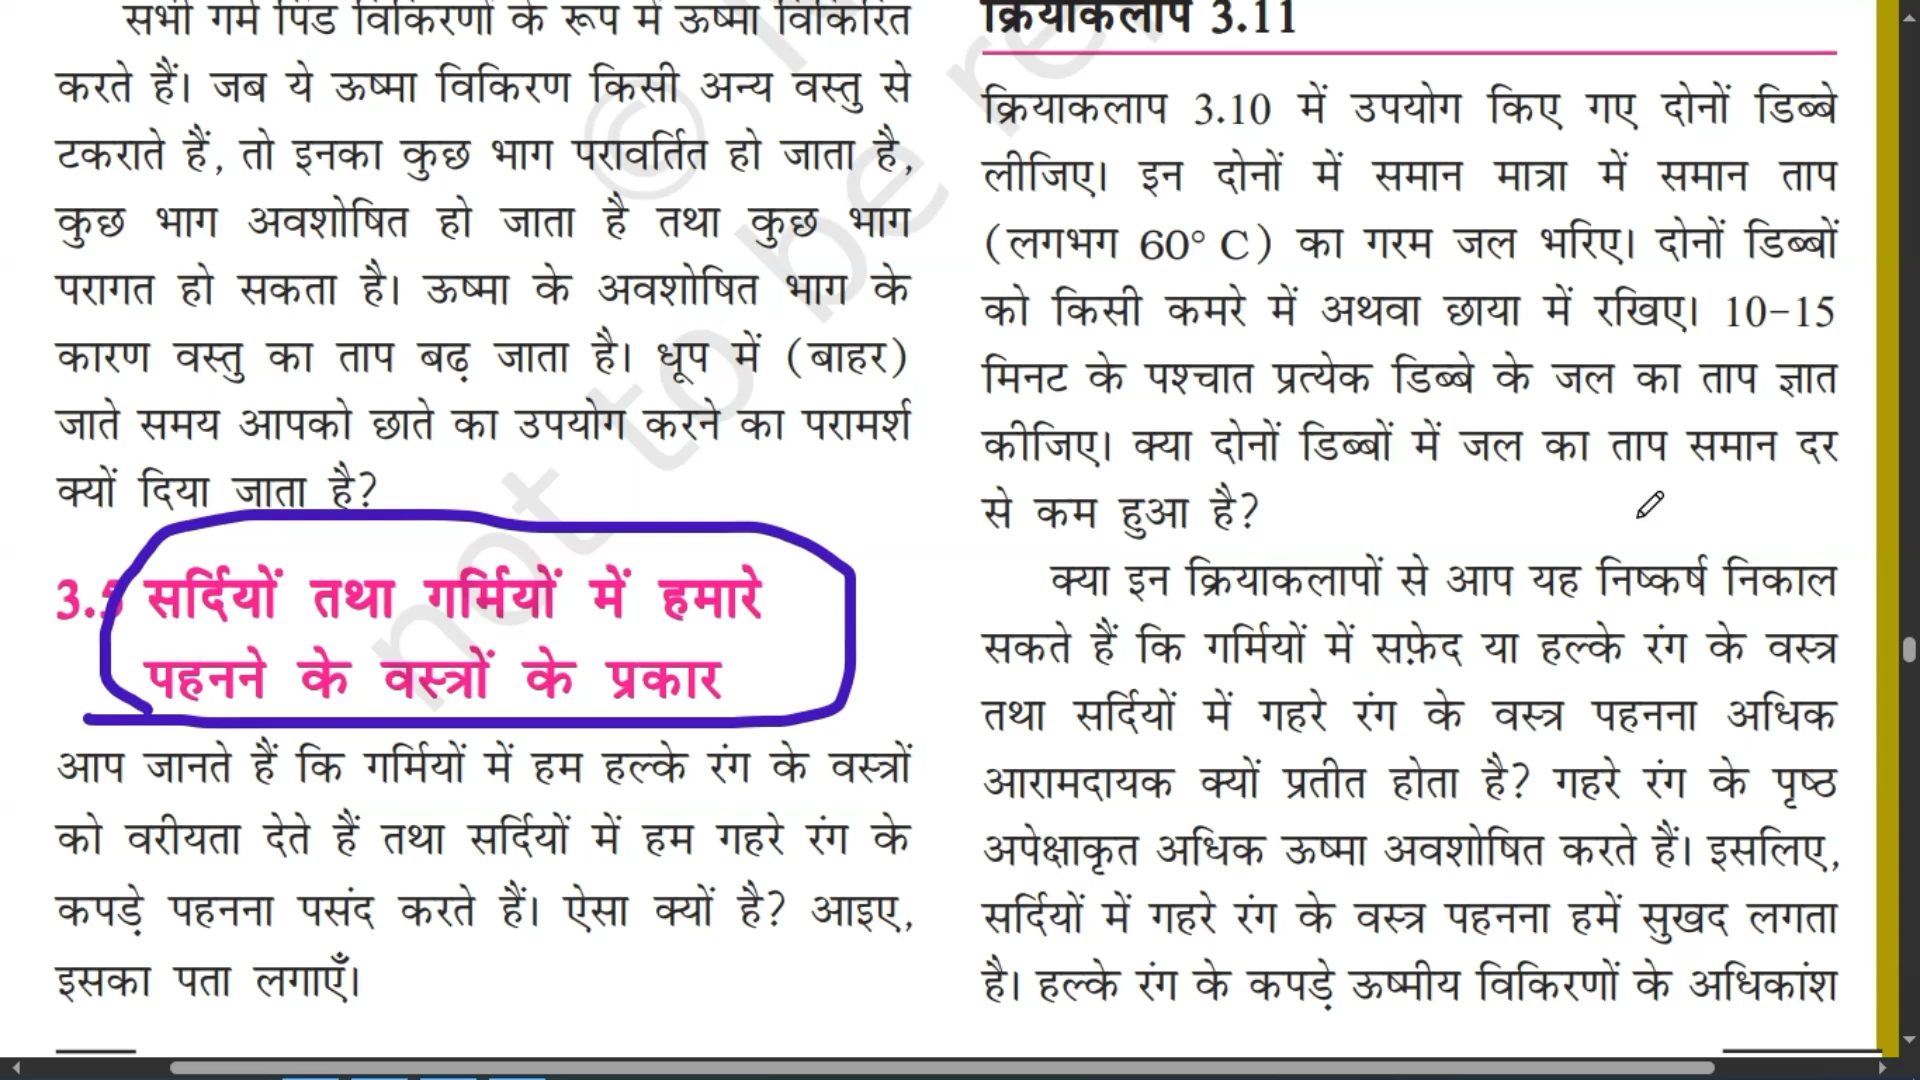 सभी गर्म पिंड विकिरणों के रूप में ऊष्मा विकिरित
करते हैं। जब ये ऊष्मा विकिरण किसी अन्य वस्तु से
टकराते हैं, तो इनका कुछ भाग परावर्तित हो जाता है,
कुछ भाग अवशोषित हो जाता है तथा कुछ भाग
परागत हो सकता है। ऊष्मा के अवशोषित भाग के
कारण वस्तु का ताप बढ़ जाता है। धूप में (बाहर)
जाते समय आपको छाते का उपयोग करने का परामर्श
क्यों दिया जाता है?
3.5 सर्दियों तथा गर्मियों में हमारे
पहनने के वस्त्रों के प्रकार
आप जानते हैं कि गर्मियों में हम हल्के रंग के वस्त्रों
को वरीयता देते हैं तथा सर्दियों में हम गहरे रंग के
कपड़े पहनना पसंद करते हैं। ऐसा क्यों है? आइए,
इसका पता लगाएँ।
क्रियाकलाप 3.11
क्रियाकलाप 3.10 में उपयोग किए गए दोनों डिब्बे
लीजिए। इन दोनों में समान मात्रा में समान ताप
(लगभग 60° C) का गरम जल भरिए। दोनों डिब्बों
को किसी कमरे में अथवा छाया में रखिए। 10-15
मिनट के पश्चात प्रत्येक डिब्बे के जल का ताप ज्ञात
कीजिए। क्या दोनों डिब्बों में जल का ताप समान दर
से कम हुआ है?
क्या इन क्रियाकलापों से आप यह निष्कर्ष निकाल
सकते हैं कि गर्मियों में सफ़ेद या हल्के रंग के वस्त्र
तथा सर्दियों में गहरे रंग के वस्त्र पहनना अधिक
आरामदायक क्यों प्रतीत होता है? गहरे रंग के पृष्ठ
अपेक्षाकृत अधिक ऊष्मा अवशोषित करते हैं। इसलिए,
सर्दियों में गहरे रंग के वस्त्र पहनना हमें सुखद लगता
है। हल्के रंग के कपड़े ऊष्मीय विकिरणों के अधिकांश
©
not to be re